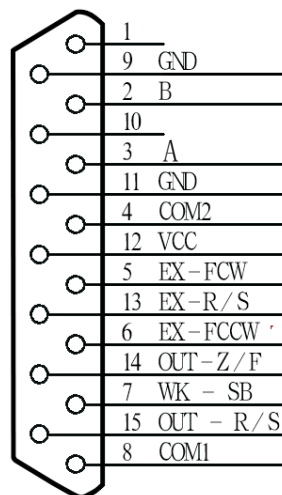 1
9 GND
2 B
10
3 A
11 GND
4 COM2
12 VCC
5 EX-FCW
13 EX-R/S
6 EX-FCCW
14 OUT-Z/F
7 WK - SB
15 OUT - R/S
8 COM1